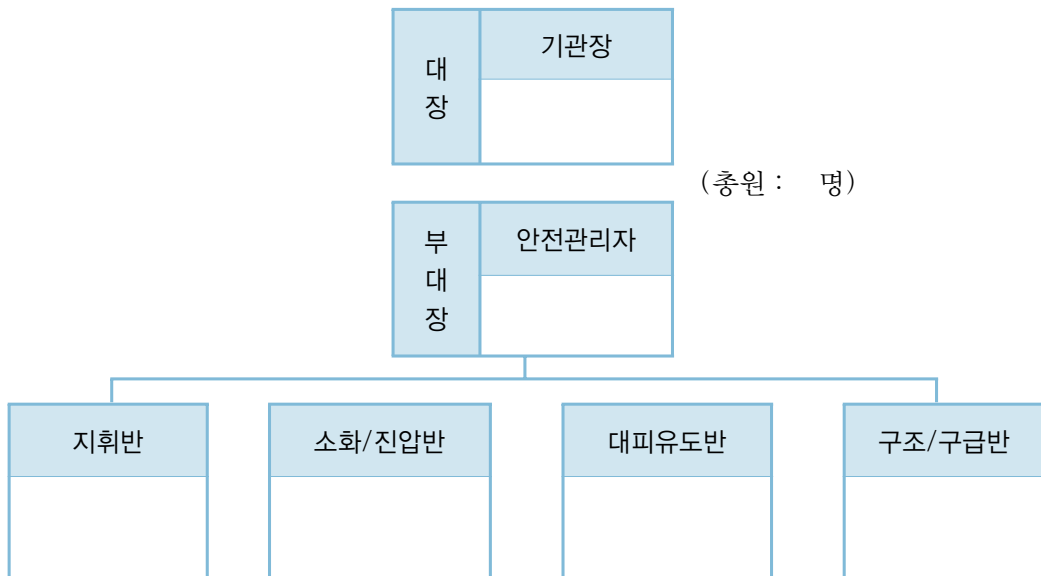 대장
기관장
(총원 : 명)
부대장
안전관리자
지휘반
소화/진압반
대피유도반
구조/구급반